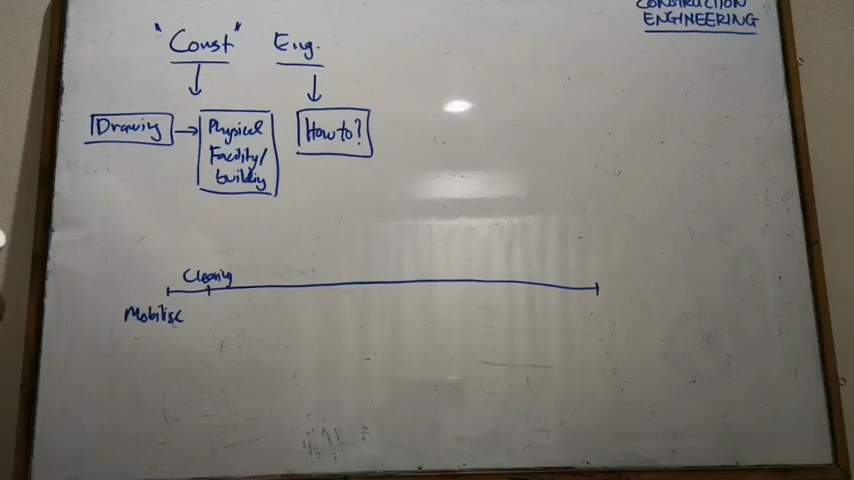 CONSTRUCTION
ENGINEERING
"Const" Eng.
Drawing
Physical
Facility/
building
How to?
Clearing
Mobilise